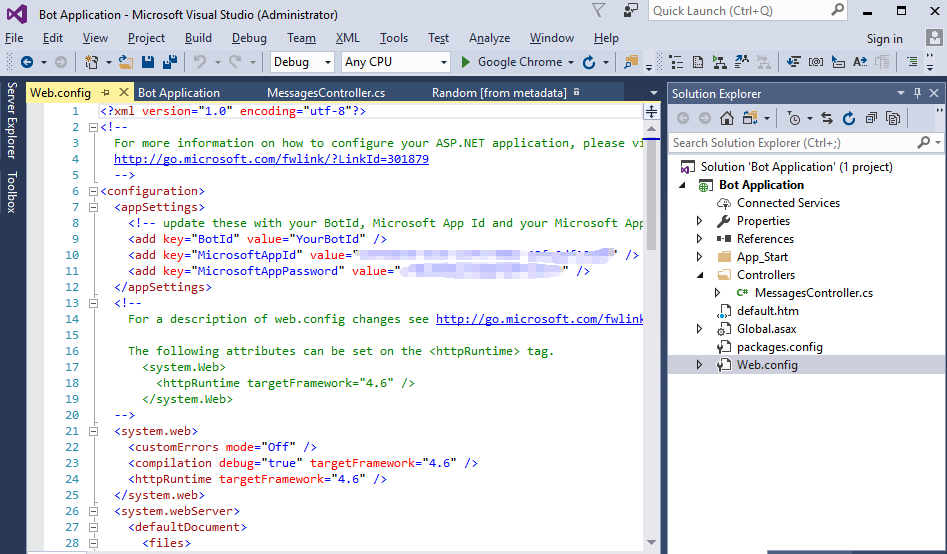 Bot Application - Microsoft Visual Studio (Administrator)
Quick Launch (Ctrl+Q)
File Edit View Project Build Debug Team XML Tools Test Analyze Window Help
Sign in
Debug Any CPU Google Chrome
Server Explorer
Toolbox
Web.config Bot Application MessagesController.cs Random [from metadata]
1 <?xml version="1.0" encoding="utf-8"?>
2 <!--
3 For more information on how to configure your ASP.NET application, please vi
4 http://go.microsoft.com/fwlink/?LinkId=301879
5 -->
6 <configuration>
7 <appSettings>
8 <!-- update these with your BotId, Microsoft App Id and your Microsoft App
9 <add key="BotId" value="YourBotId" />
10 <add key="MicrosoftAppId" value=" " />
11 <add key="MicrosoftAppPassword" value=" " />
12 </appSettings>
13 <!--
14 For a description of web.config changes see http://go.microsoft.com/fwlink
15
16 The following attributes can be set on the <httpRuntime> tag.
17 <system.Web>
18 <httpRuntime targetFramework="4.6" />
19 </system.Web>
20 -->
21 <system.web>
22 <customErrors mode="Off" />
23 <compilation debug="true" targetFramework="4.6" />
24 <httpRuntime targetFramework="4.6" />
25 </system.web>
26 <system.webServer>
27 <defaultDocument>
28 <files>
Solution Explorer
Search Solution Explorer (Ctrl+;)
Solution 'Bot Application' (1 project)
Bot Application
Connected Services
Properties
References
App_Start
Controllers
C# MessagesController.cs
default.htm
Global.asax
packages.config
Web.config